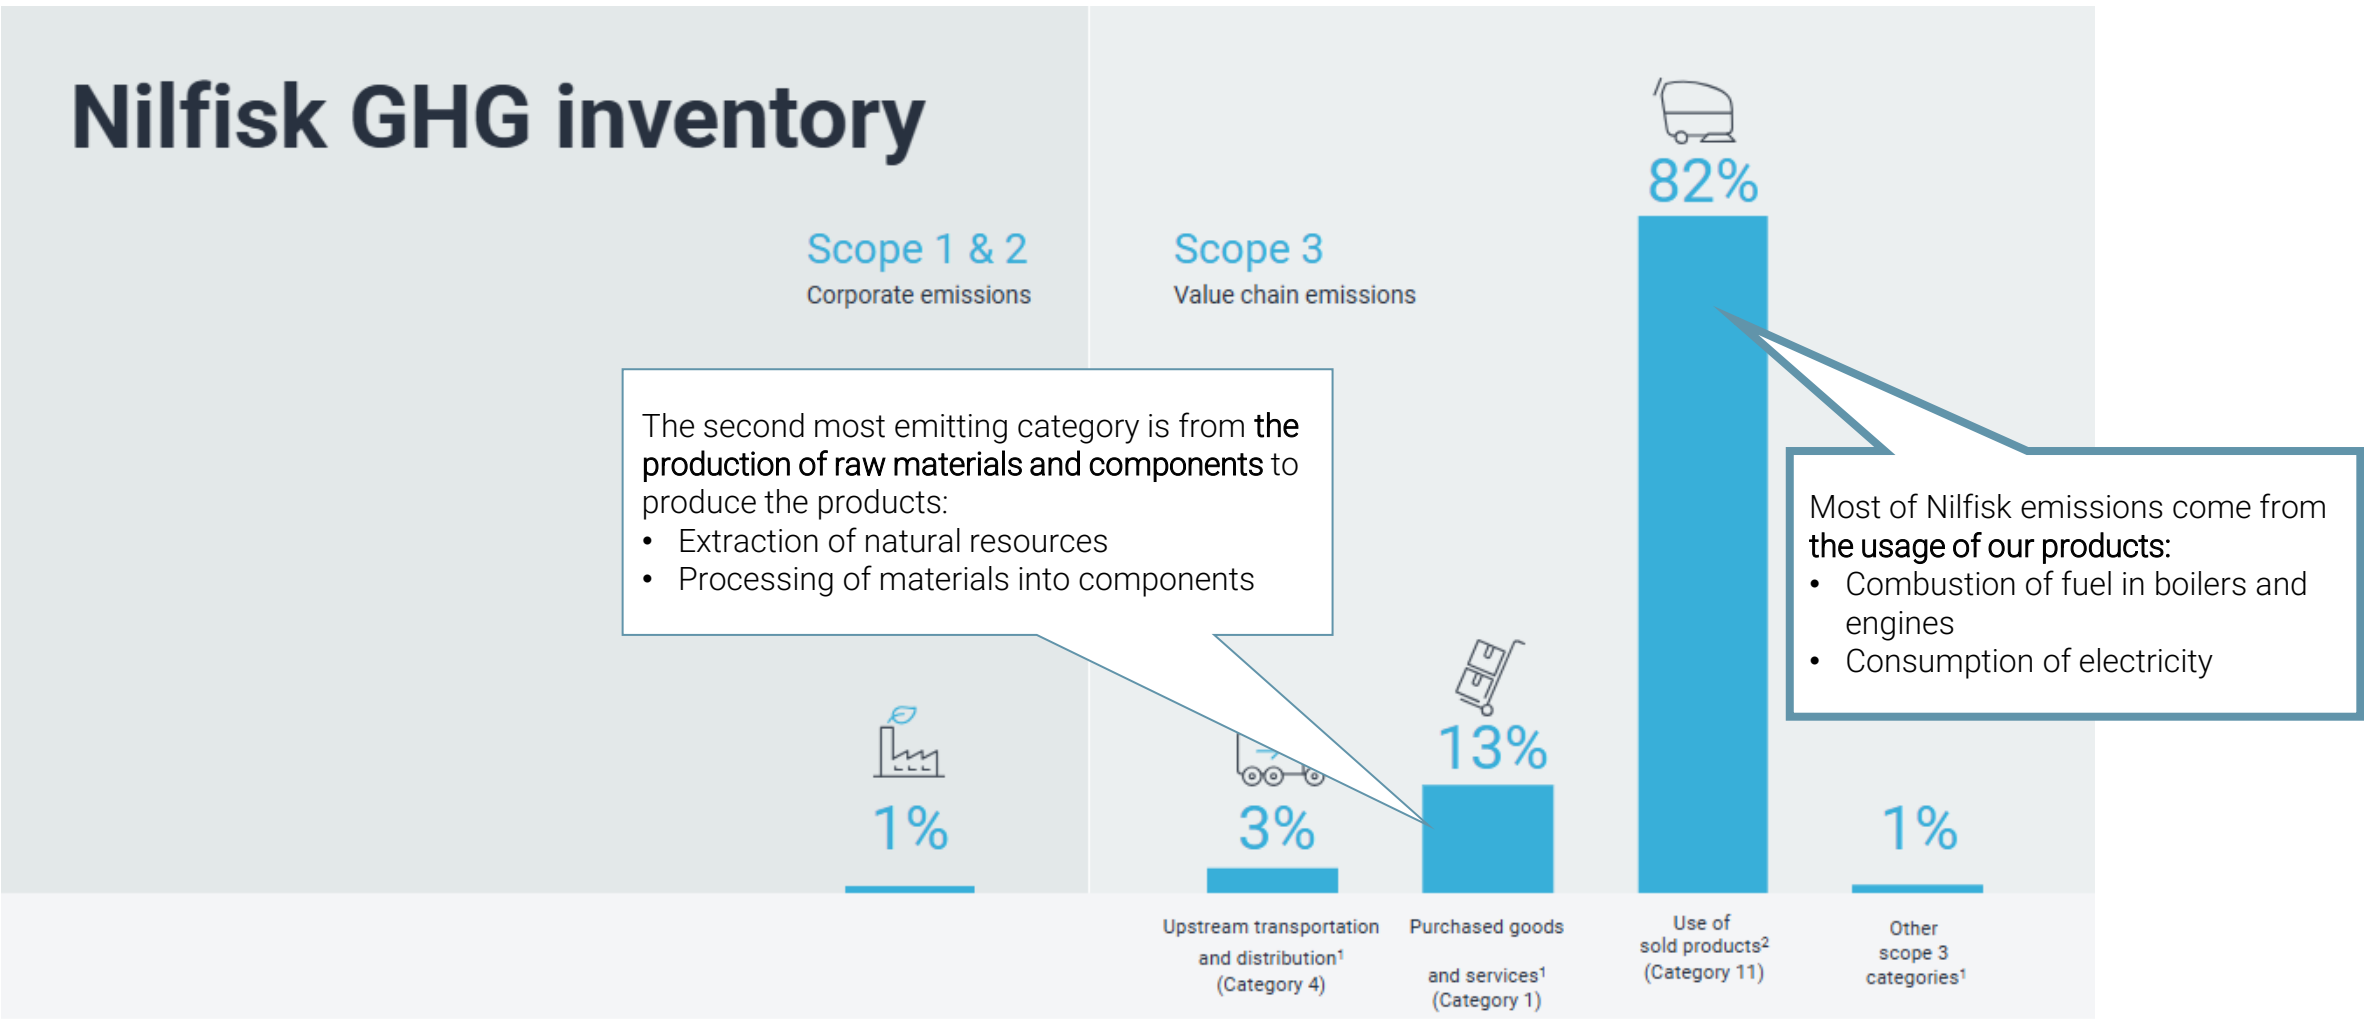 Nilfisk GHG inventory
Scope 1 & 2
Corporate emissions
Scope 3
Value chain emissions
The second most emitting category is from the
production of raw materials and components to
produce the products:
• Extraction of natural resources
• Processing of materials into components
Most of Nilfisk emissions come from
the usage of our products:
• Combustion of fuel in boilers and
engines
• Consumption of electricity
1%
3%
13%
82%
1%
Upstream transportation
and distribution¹
(Category 4)
Purchased goods
and services¹
(Category 1)
Use of
sold products²
(Category 11)
Other
scope 3
categories¹